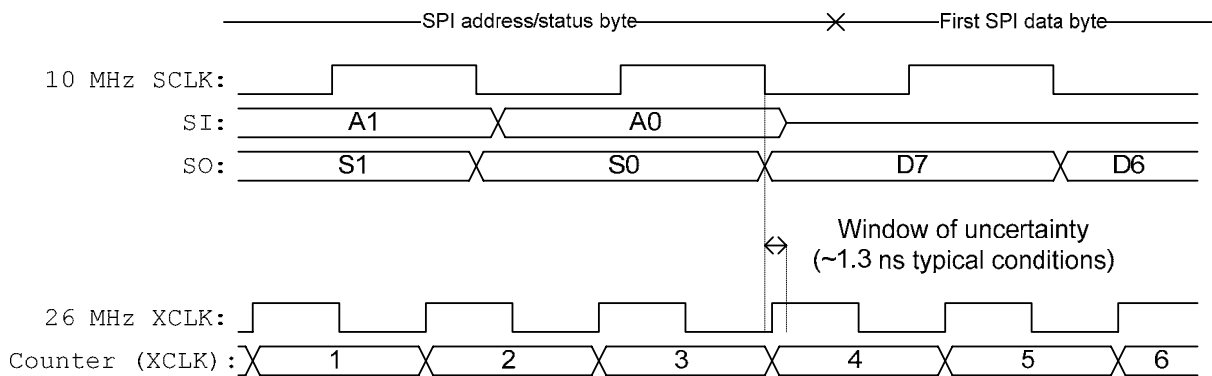 SPI address/status byte First SPI data byte
10 MHz SCLK:
SI: A1 A0
SO: S1 S0 D7 D6
Window of uncertainty
(~1.3 ns typical conditions)
26 MHz XCLK:
Counter (XCLK): 1 2 3 4 5 6